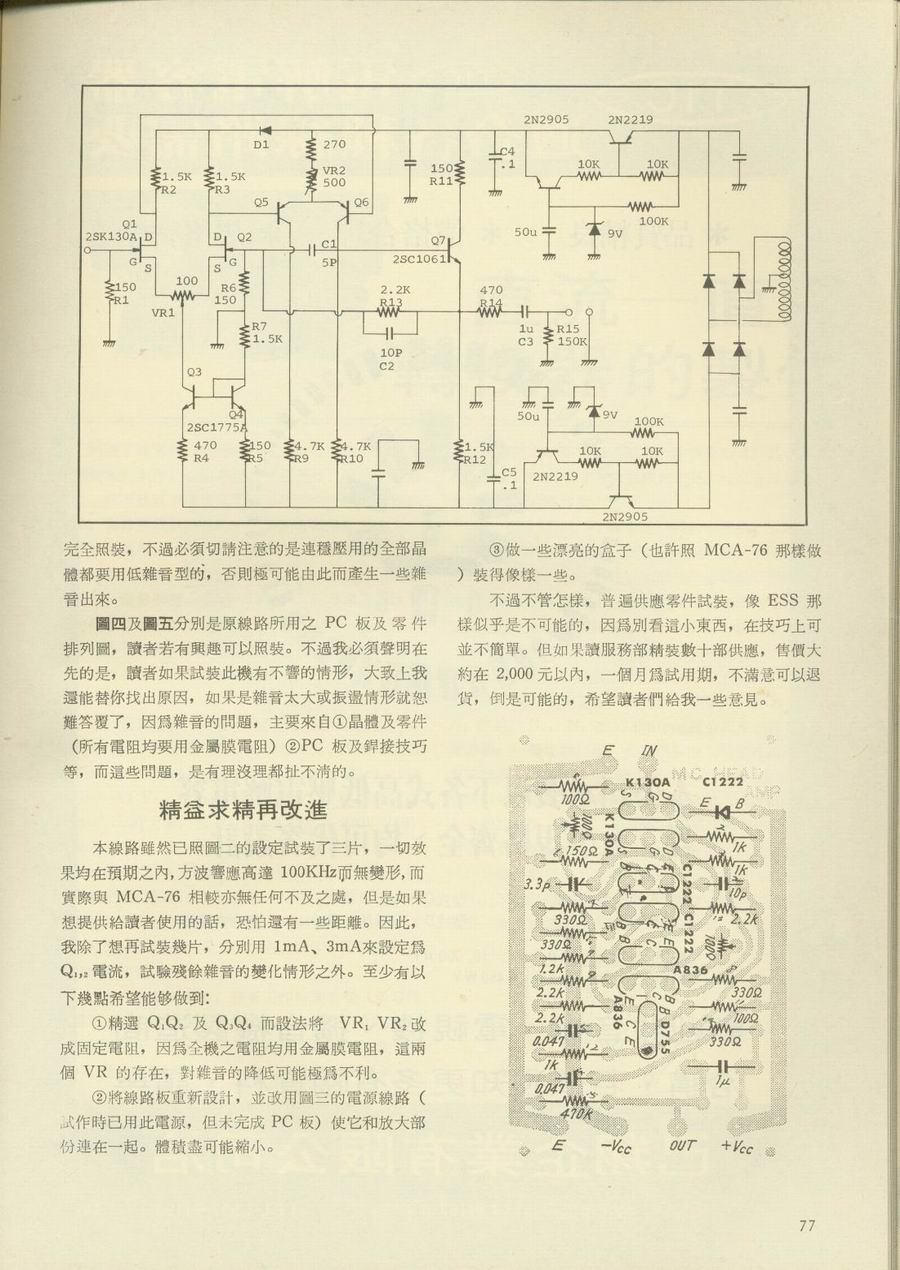 2N2905
2N2219
D1
270
VR2
500
1.5K
R2
1.5K
R3
150
R11
C4
.1
10K
10K
100K
Q5
Q6
Q1
2SK130A
D
G
S
D
Q2
G
S
C1
5P
Q7
2SC1061
50u
9V
150
R1
100
VR1
R6
150
2.2K
R13
470
R14
R7
1.5K
10P
C2
1u
C3
R15
150K
Q3
Q4
2SC1775A
50u
9V
100K
470
R4
150
R5
4.7K
R9
4.7K
R10
1.5K
R12
C5
.1
10K
10K
2N2219
2N2905
完全照裝，不過必須切請注意的是連穩壓用的全部晶
體都要用低雜音型的，否則極可能由此而產生一些雜
音出來。
圖四及圖五分別是原線路所用之 PC 板及零件
排列圖，讀者若有興趣可以照裝。不過我必須聲明在
先的是，讀者如果試裝此機有不響的情形，大致上我
還能替你找出原因，如果是雜音太大或振盪情形就恕
難答覆了，因爲雜音的問題，主要來自①晶體及零件
（所有電阻均要用金屬膜電阻）②PC 板及銲接技巧
等，而這些問題，是有理沒理都扯不清的。
精益求精再改進
本線路雖然已照圖二的設定試裝了三片，一切效
果均在預期之內，方波響應高達 100KHz而無變形，而
實際與 MCA-76 相較亦無任何不及之處，但是如果
想提供給讀者使用的話，恐怕還有一些距離。因此，
我除了想再試裝幾片，分別用 1mA、3mA來設定爲
Q₁,₂ 電流，試驗殘餘雜音的變化情形之外。至少有以
下幾點希望能够做到：
①精選 Q₁Q₂ 及 Q₃Q₄ 而設法將 VR₁ VR₂ 改
成固定電阻，因爲全機之電阻均用金屬膜電阻，這兩
個 VR 的存在，對雜音的降低可能極爲不利。
②將線路板重新設計，並改用圖三的電源線路（
試作時已用此電源，但未完成 PC 板）使它和放大部
份連在一起。體積盡可能縮小。
③做一些漂亮的盒子（也許照 MCA-76 那樣做
）裝得像樣一些。
不過不管怎樣，普遍供應零件試裝，像 ESS 那
樣似乎是不可能的，因爲別看這小東西，在技巧上可
並不簡單。但如果讀服務部精裝數十部供應，售價大
約在 2,000 元以內，一個月爲試用期，不滿意可以退
貨，倒是可能的，希望讀者們給我一些意見。
E IN
MC HEAD
AMP
K130A
C1222
100Ω
S G D
E B
100Ω
K130A
1k
150Ω
1k
3.3p
C1222
10p
330Ω
2.2k
330Ω
C1222
100Ω
1.2k
A836
2.2k
330Ω
2.2k
A836
100Ω
0.047
D755
330Ω
1k
0.047
1μ
470k
E -Vcc OUT +Vcc
77